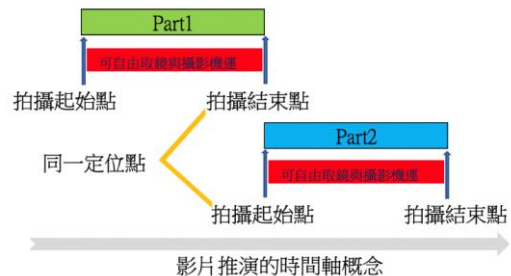 Part1
可自由取鏡與攝影機運
拍攝起始點 拍攝結束點
Part2
同一定位點
可自由取鏡與攝影機運
拍攝起始點 拍攝結束點
影片推演的時間軸概念